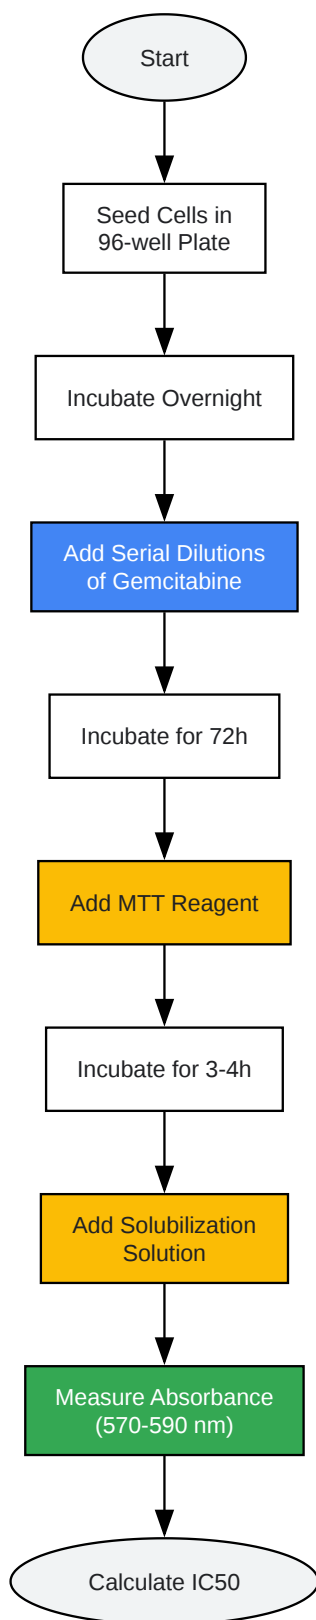 Start
Seed Cells in
96-well Plate
Incubate Overnight
Add Serial Dilutions
of Gemcitabine
Incubate for 72h
Add MTT Reagent
Incubate for 3-4h
Add Solubilization
Solution
Measure Absorbance
(570-590 nm)
Calculate IC50